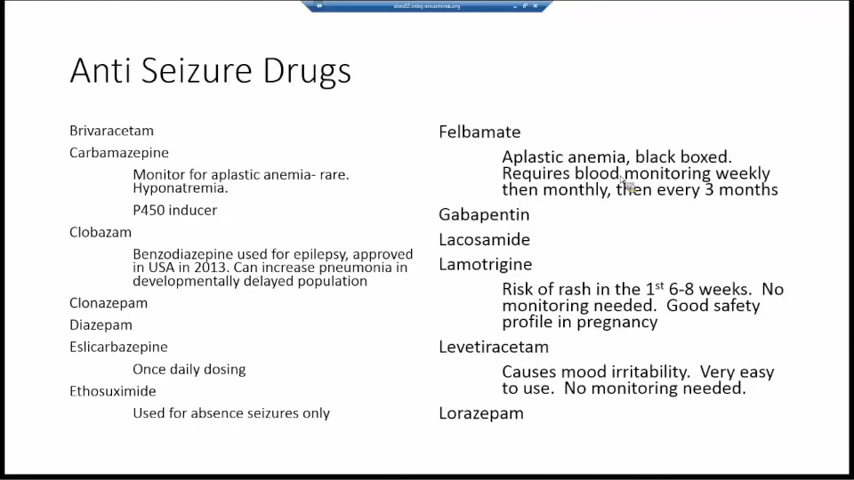 Anti Seizure Drugs
Brivaracetam
Carbamazepine
Monitor for aplastic anemia- rare.
Hyponatremia.
P450 inducer
Clobazam
Benzodiazepine used for epilepsy, approved
in USA in 2013. Can increase pneumonia in
developmentally delayed population
Clonazepam
Diazepam
Eslicarbazepine
Once daily dosing
Ethosuximide
Used for absence seizures only
Felbamate
Aplastic anemia, black boxed.
Requires blood monitoring weekly
then monthly, then every 3 months
Gabapentin
Lacosamide
Lamotrigine
Risk of rash in the 1st 6-8 weeks. No
monitoring needed. Good safety
profile in pregnancy
Levetiracetam
Causes mood irritability. Very easy
to use. No monitoring needed.
Lorazepam